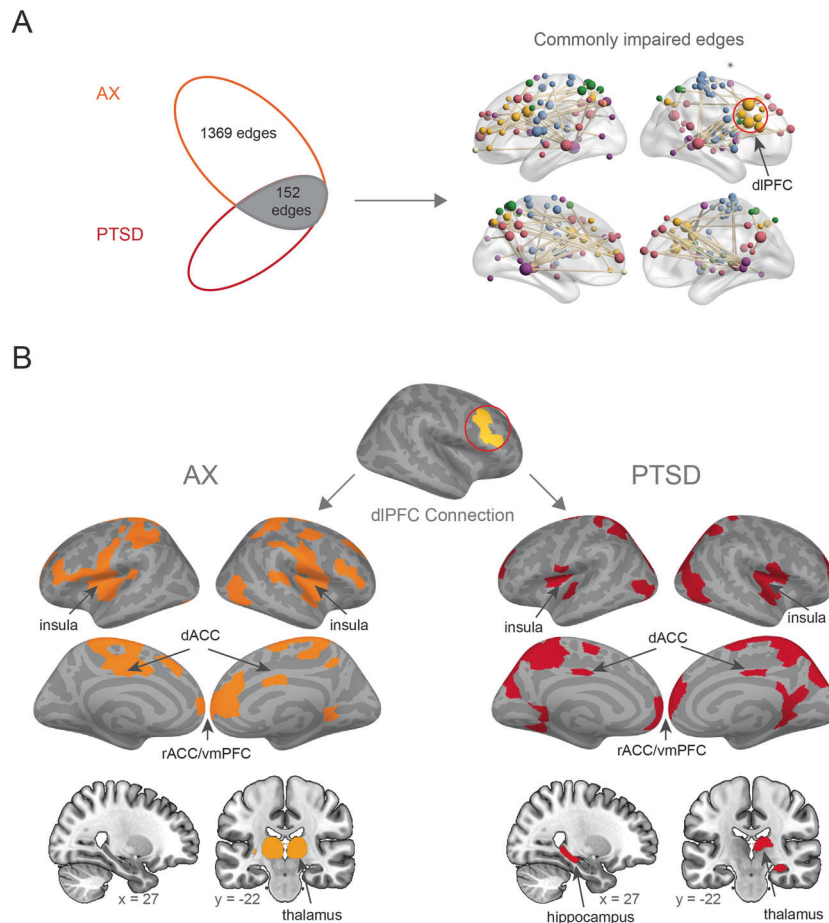 A
Commonly impaired edges
AX
1369 edges
152
edges
PTSD
dlPFC
B
AX
PTSD
dlPFC Connection
insula
insula
dACC
rACC/vmPFC
x = 27
y = -22
thalamus
insula
insula
dACC
rACC/vmPFC
x = 27
y = -22
hippocampus
thalamus